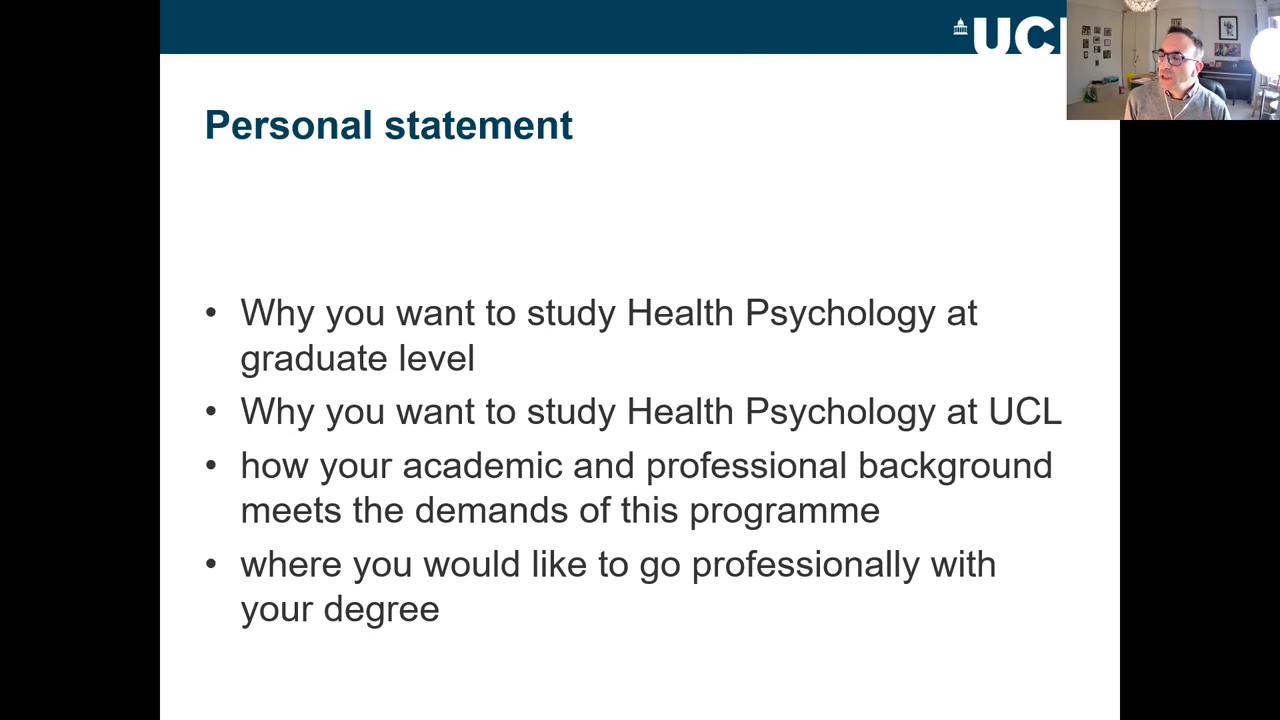 UCL
Personal statement
• Why you want to study Health Psychology at
graduate level
• Why you want to study Health Psychology at UCL
• how your academic and professional background
meets the demands of this programme
• where you would like to go professionally with
your degree